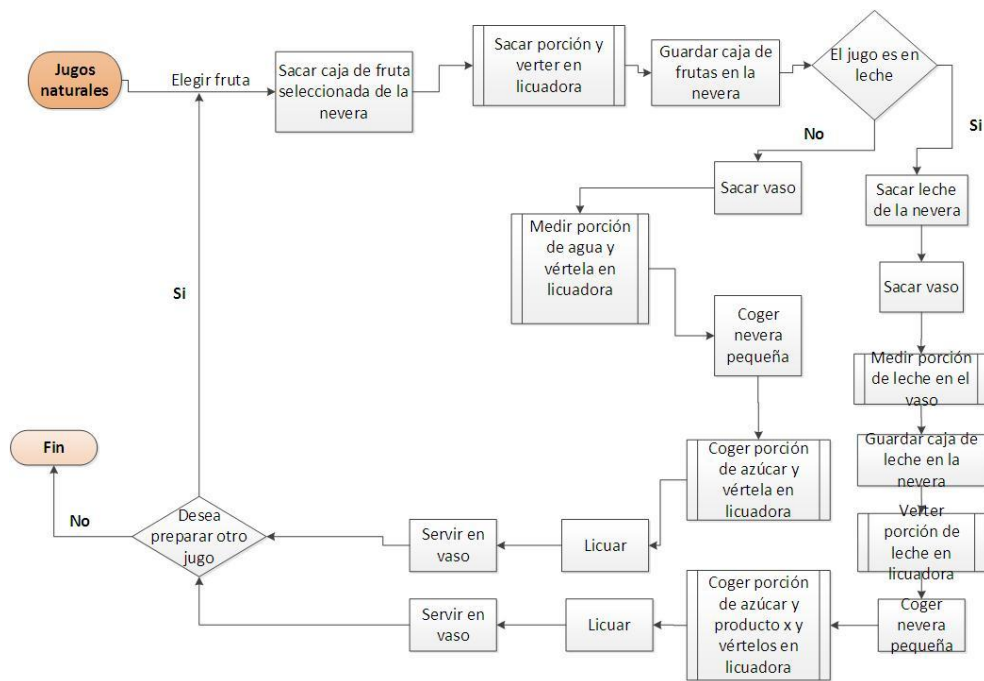 Jugos
naturales
Elegir fruta
Sacar caja de fruta
seleccionada de la
nevera
Sacar porción y
verter en
licuadora
Guardar caja de
frutas en la
nevera
El jugo es en
leche
No
Si
Sacar vaso
Medir porción
de agua y
vértela en
licuadora
Coger
nevera
pequeña
Coger porción
de azúcar y
vértela en
licuadora
Licuar
Servir en
vaso
Sacar leche
de la nevera
Sacar vaso
Medir porción
de leche en el
vaso
Guardar caja de
leche en la
nevera
Verter
porción de
leche en
licuadora
Coger
nevera
pequeña
Coger porción
de azúcar y
producto x y
vértelos en
licuadora
Licuar
Servir en
vaso
Desea
preparar otro
jugo
Si
No
Fin